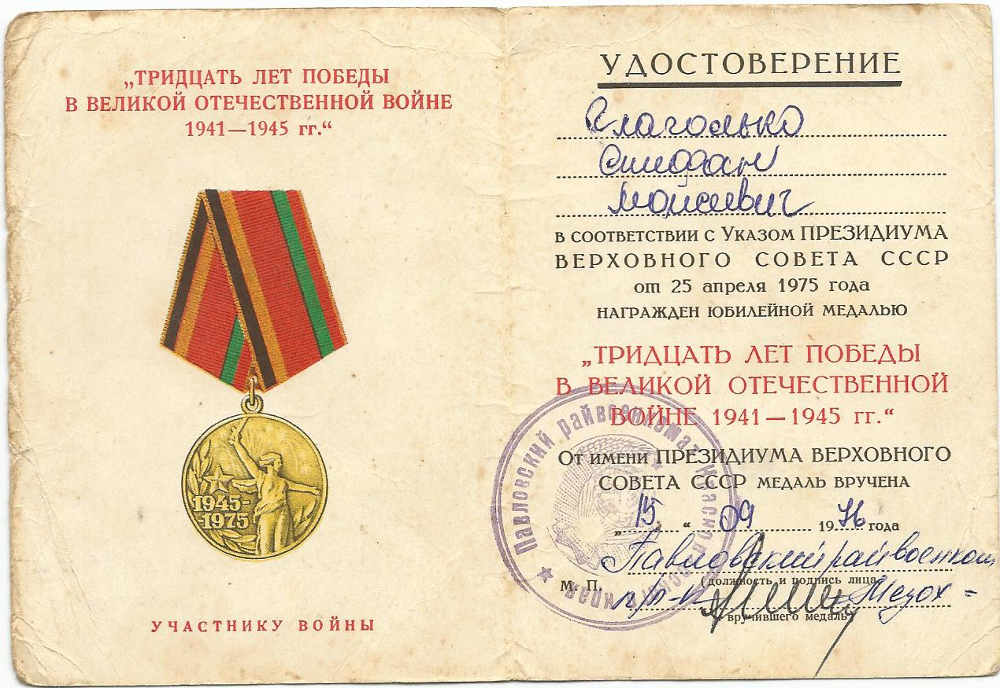 „ТРИДЦАТЬ ЛЕТ ПОБЕДЫ
В ВЕЛИКОЙ ОТЕЧЕСТВЕННОЙ ВОЙНЕ
1941—1945 гг.“
1945-
-1975
УЧАСТНИКУ ВОЙНЫ
УДОСТОВЕРЕНИЕ
Глаголько
Стефан
Моисеевич
в соответствии с Указом ПРЕЗИДИУМА
ВЕРХОВНОГО СОВЕТА СССР
от 25 апреля 1975 года
НАГРАЖДЕН ЮБИЛЕЙНОЙ МЕДАЛЬЮ
„ТРИДЦАТЬ ЛЕТ ПОБЕДЫ
В ВЕЛИКОЙ ОТЕЧЕСТВЕННОЙ
ВОЙНЕ 1941—1945 гг.“
От имени ПРЕЗИДИУМА ВЕРХОВНОГО
СОВЕТА СССР МЕДАЛЬ ВРУЧЕНА
„15“ 09 1976 года
Павловский райвоенком
М. П. (должность и подпись лица,
п/п-к Мезох=
вручившего медаль)
Павловский райвоенкомат